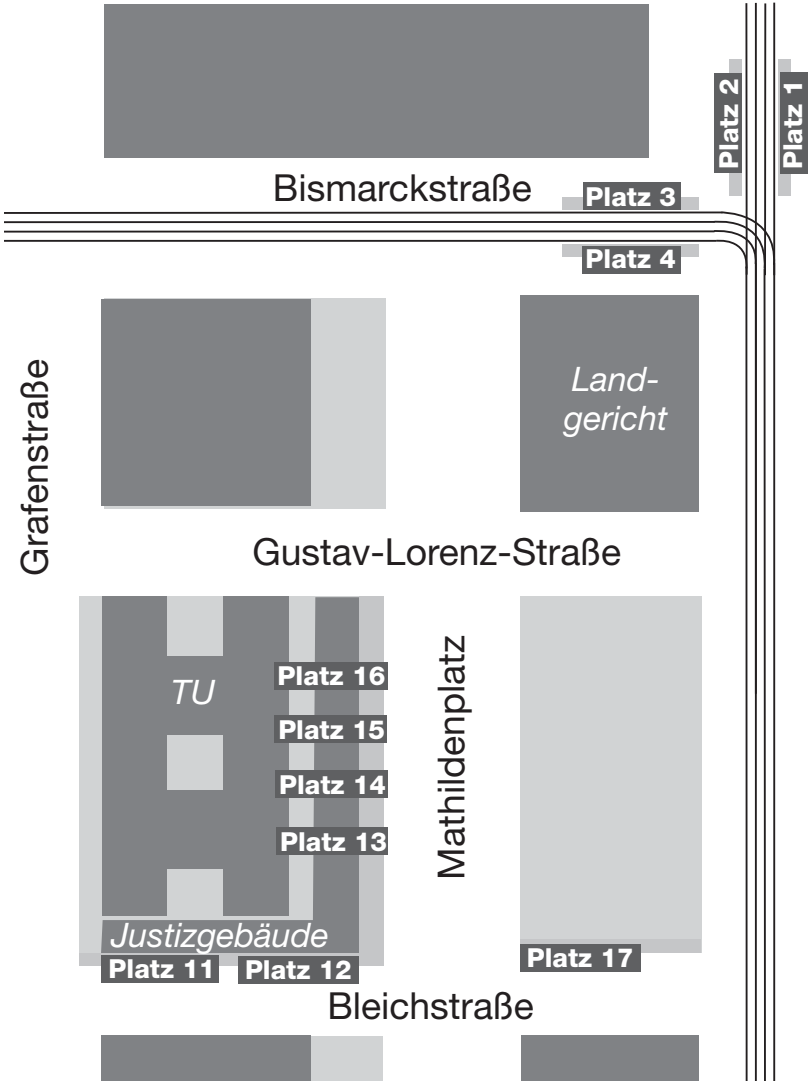 Platz 2
Platz 1
Bismarckstraße
Platz 3
Platz 4
Grafenstraße
Land-
gericht
Gustav-Lorenz-Straße
TU
Platz 16
Platz 15
Platz 14
Platz 13
Mathildenplatz
Justizgebäude
Platz 11
Platz 12
Platz 17
Bleichstraße